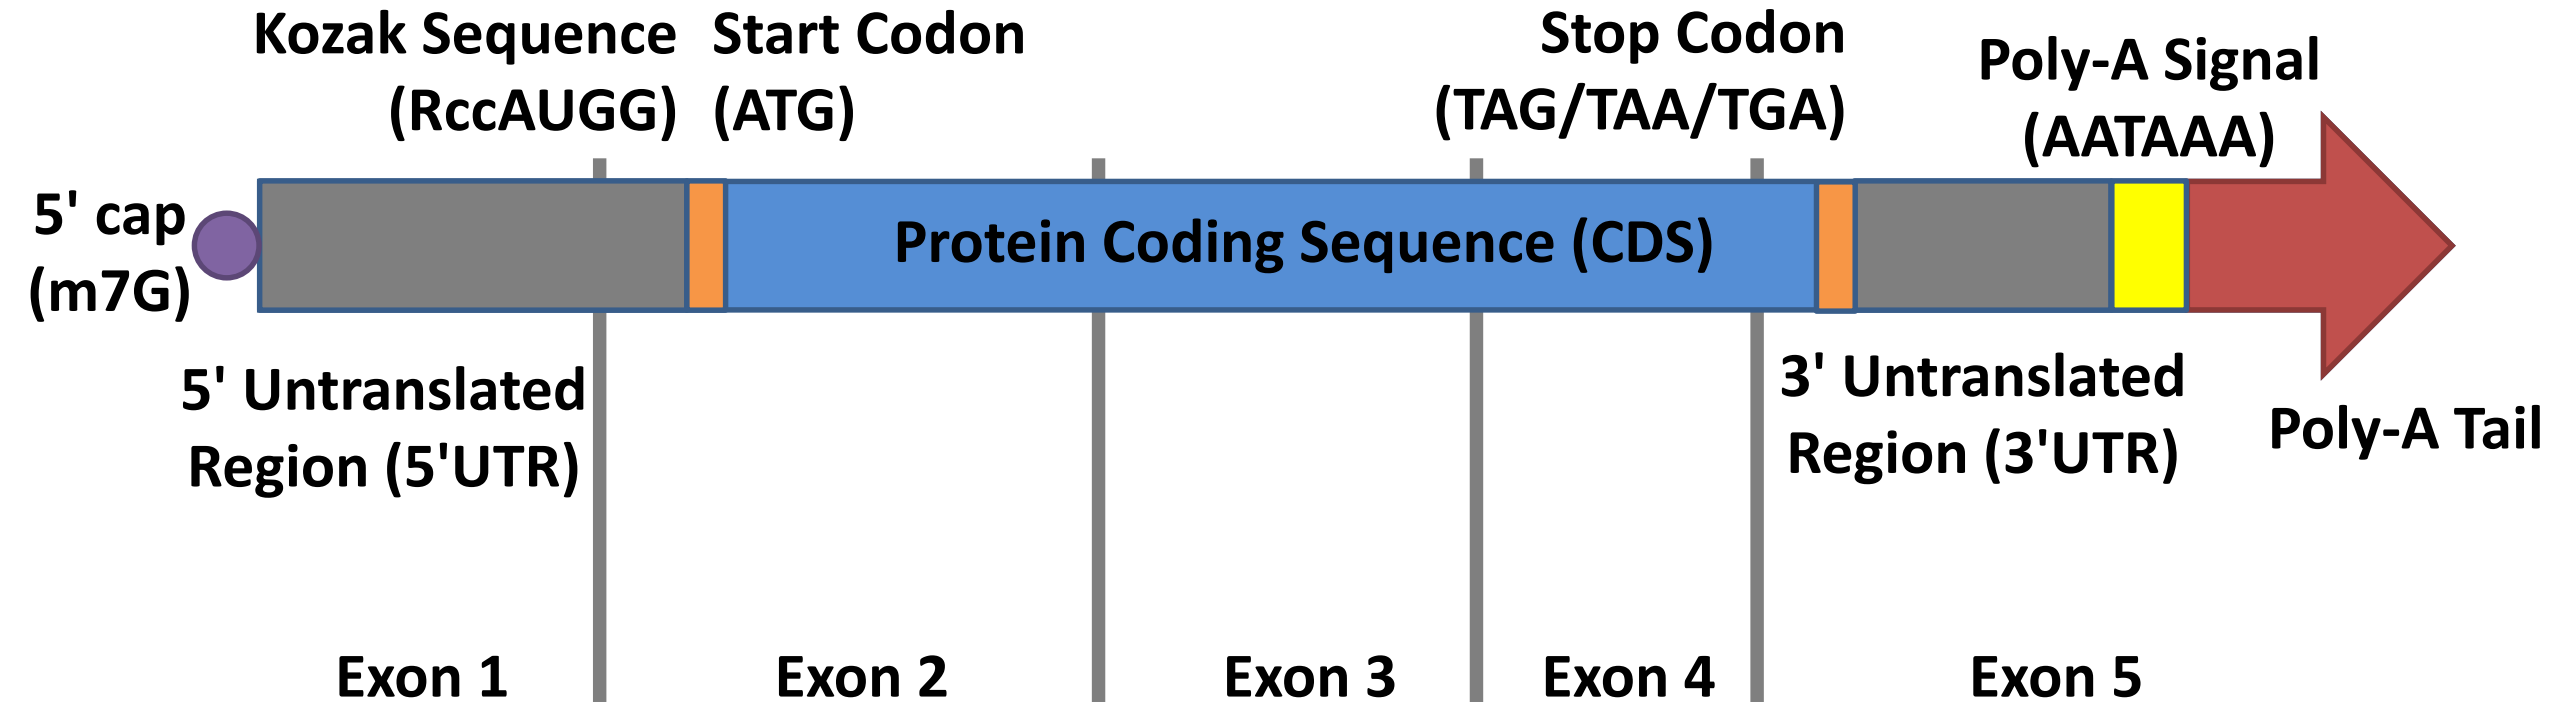 Kozak Sequence
(RccAUGG)
Start Codon
(ATG)
Stop Codon
(TAG/TAA/TGA)
Poly-A Signal
(AATAAA)
5' cap
(m7G)
Protein Coding Sequence (CDS)
5' Untranslated
Region (5'UTR)
3' Untranslated
Region (3'UTR)
Poly-A Tail
Exon 1
Exon 2
Exon 3
Exon 4
Exon 5